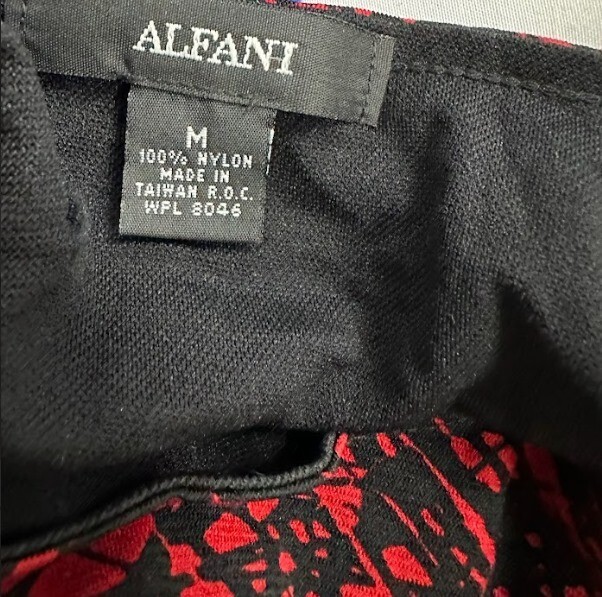 ALFANI
M
100% NYLON
MADE IN
TAIWAN R.O.C.
WPL 8046